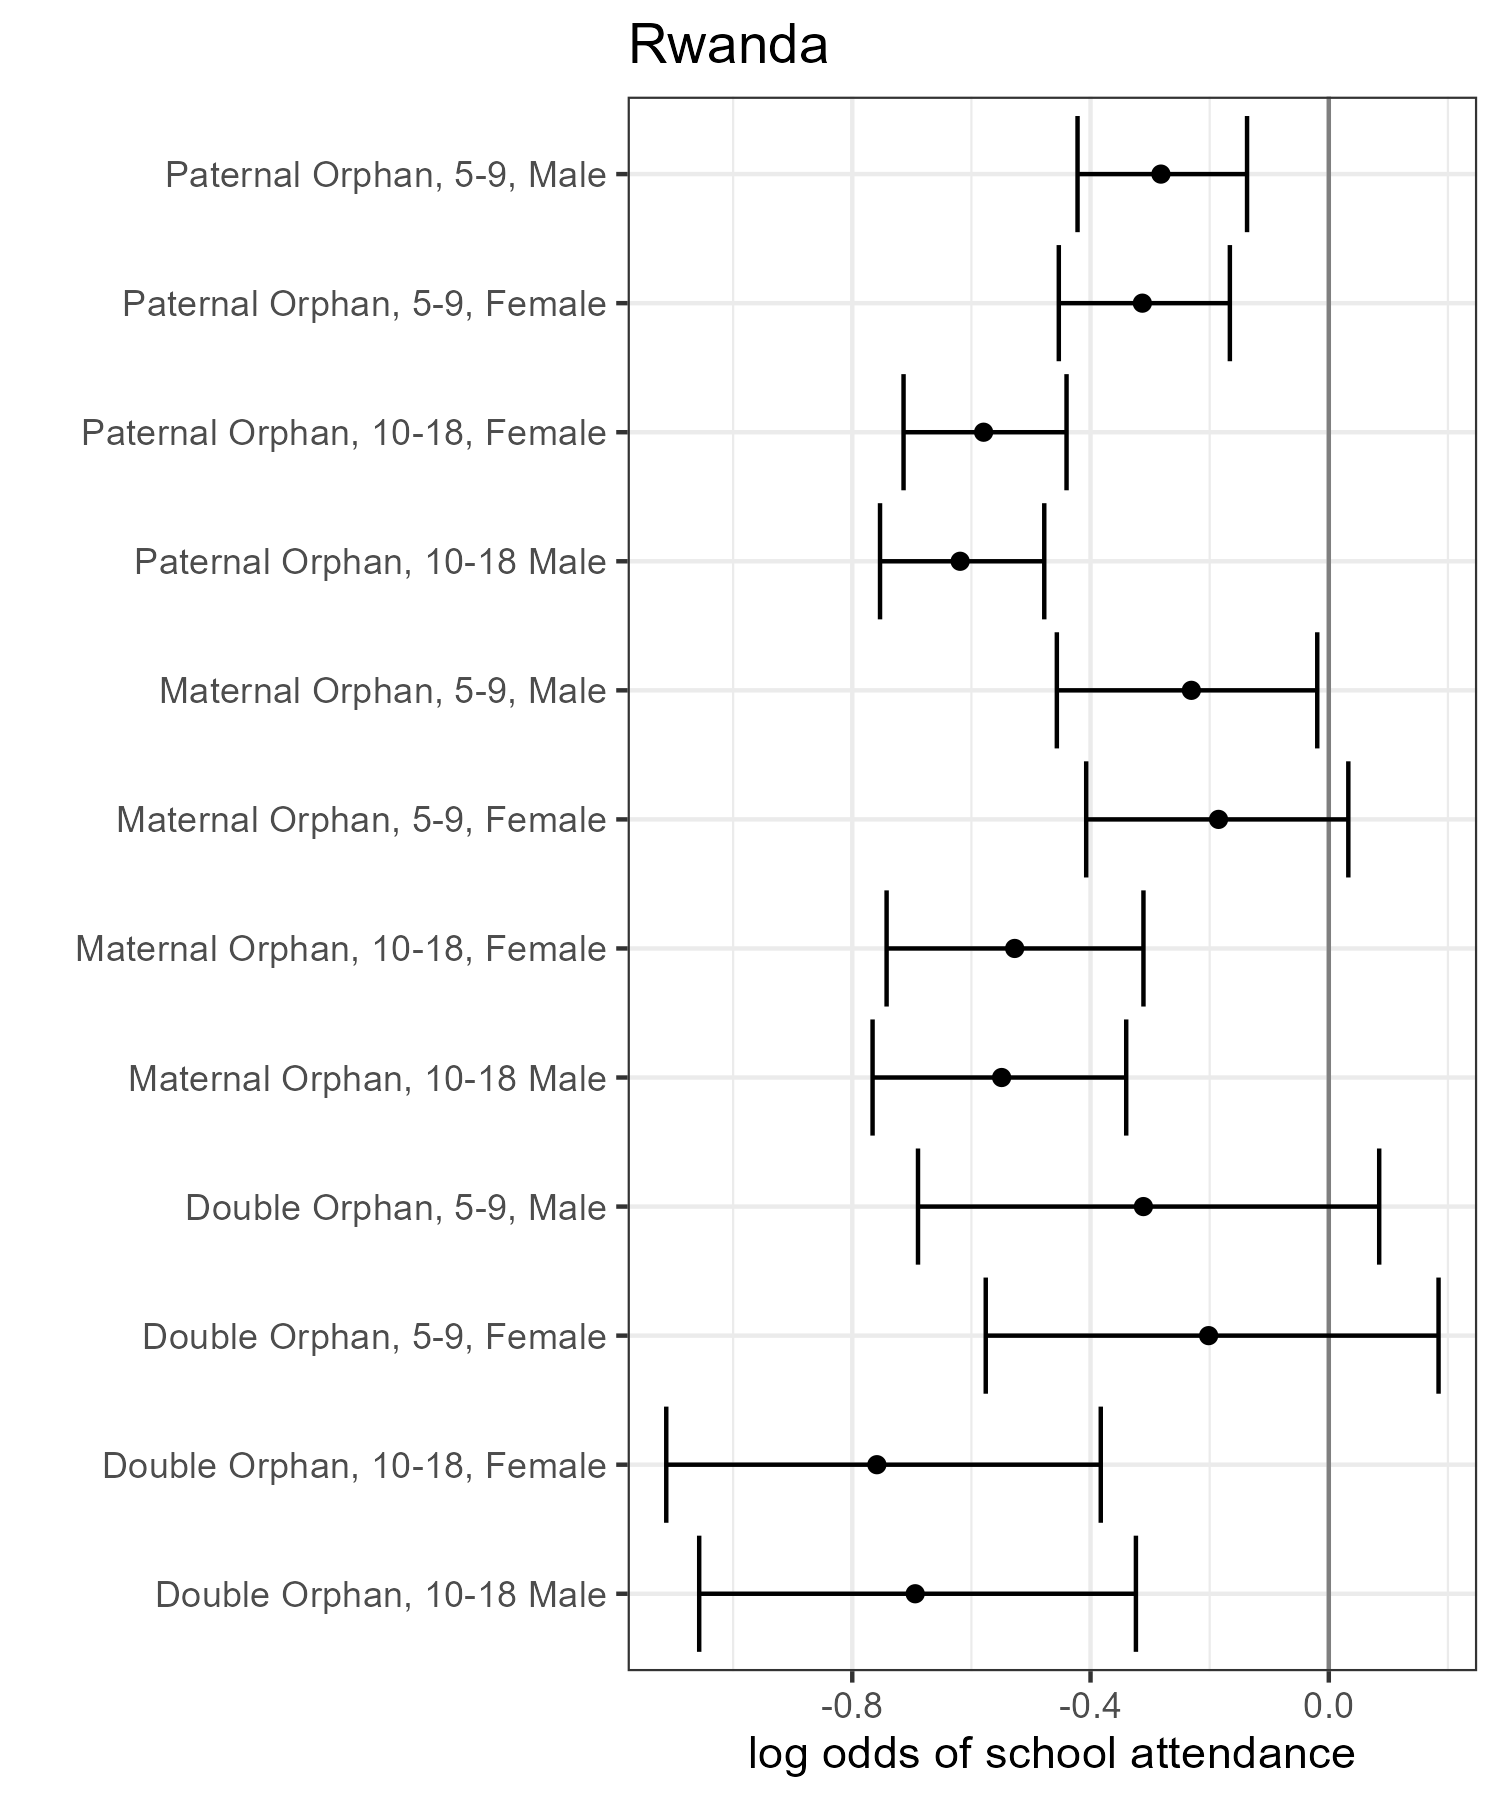 Rwanda
Paternal Orphan, 5-9, Male
Paternal Orphan, 5-9, Female
Paternal Orphan, 10-18, Female
Paternal Orphan, 10-18 Male
Maternal Orphan, 5-9, Male
Maternal Orphan, 5-9, Female
Maternal Orphan, 10-18, Female
Maternal Orphan, 10-18 Male
Double Orphan, 5-9, Male
Double Orphan, 5-9, Female
Double Orphan, 10-18, Female
Double Orphan, 10-18 Male
-0.8 -0.4 0.0
log odds of school attendance